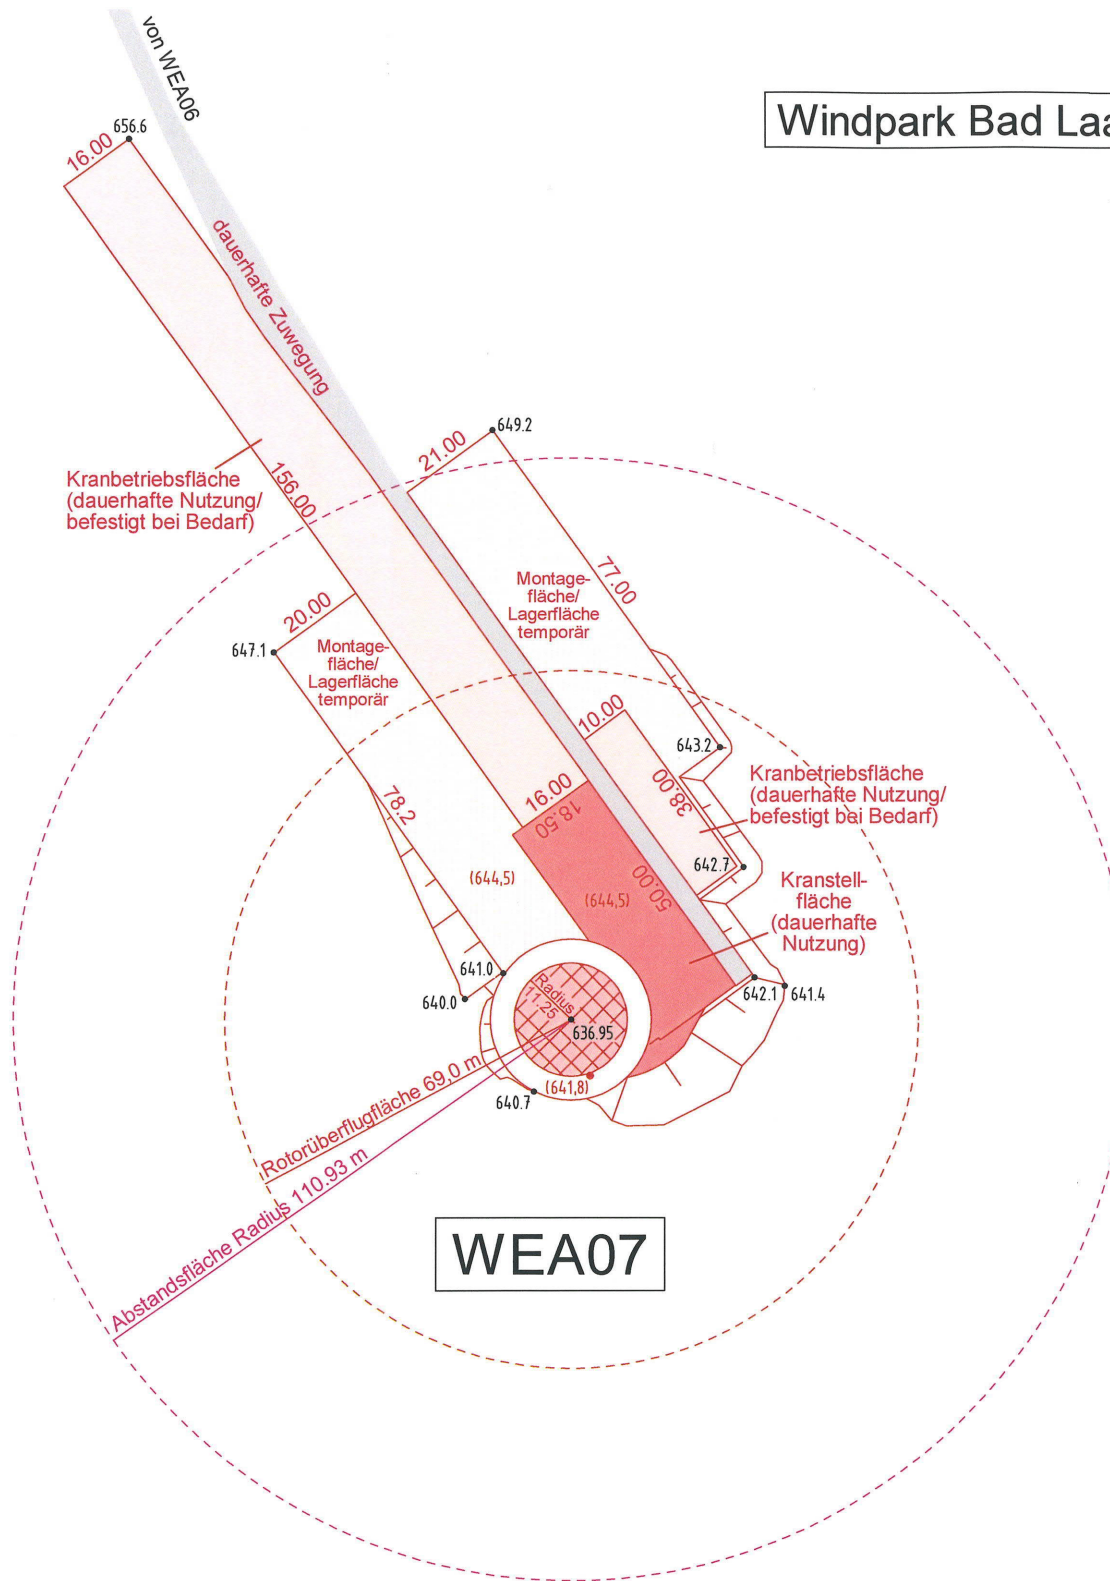 von WEA06
Windpark Bad Laa
656.6
16.00
dauerhafte Zuwegung
649.2
21.00
Kranbetriebsfläche
(dauerhafte Nutzung/
befestigt bei Bedarf)
156.00
77.00
Montage-
fläche/
Lagerfläche
temporär
20.00
647.1
Montage-
fläche/
Lagerfläche
temporär
10.00
643.2
38.00
Kranbetriebsfläche
(dauerhafte Nutzung/
befestigt bei Bedarf)
78.2
16.00
18.50
642.7
(644,5)
(644,5)
50.00
Kranstell-
fläche
(dauerhafte
Nutzung)
641.0
640.0
Radius
11.25
642.1
641.4
636.95
(641,8)
640.7
Rotorüberflugfläche 69,0 m
Abstandsfläche Radius 110.93 m
WEA07